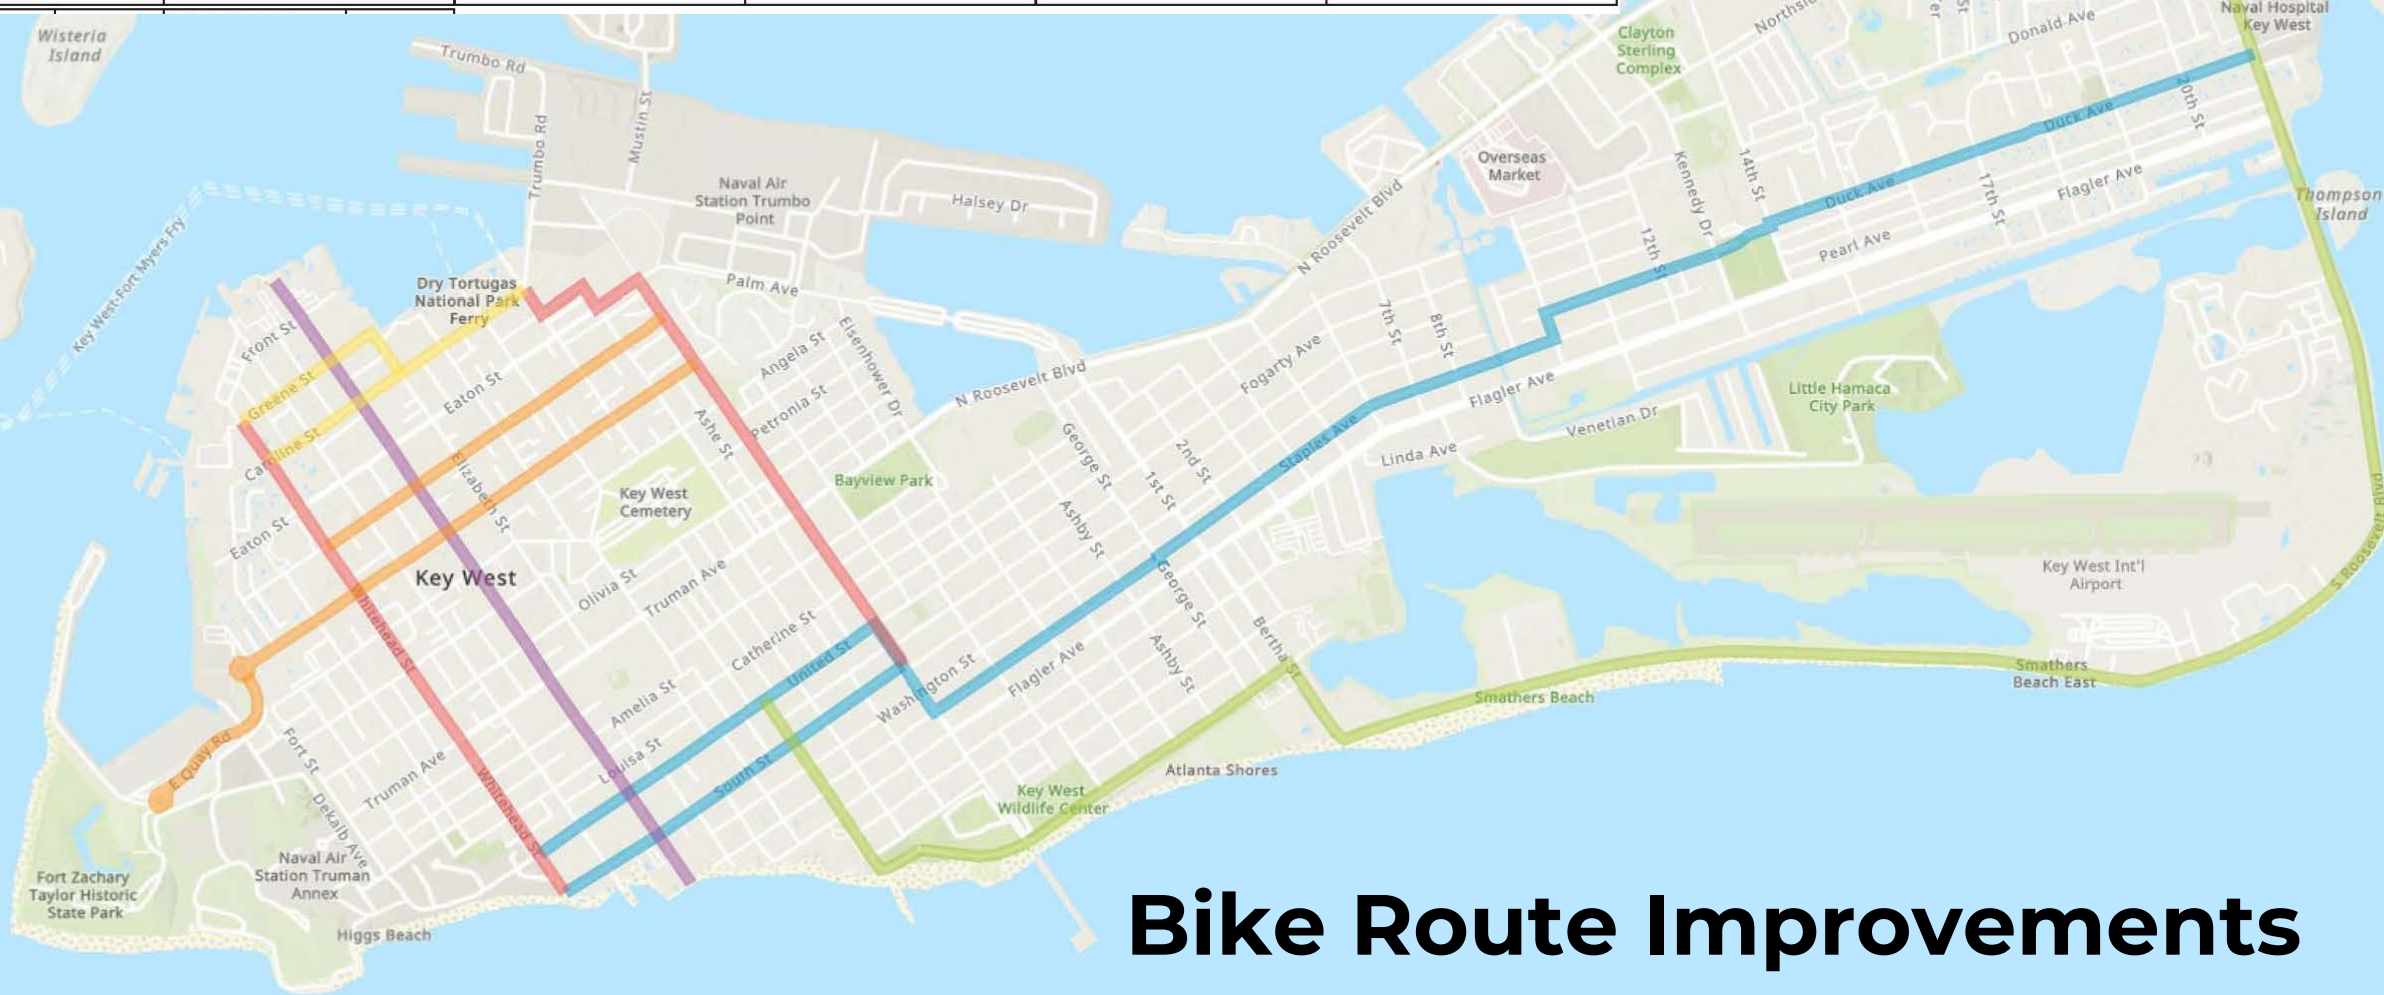 Wisteria
Island
Trumbo Rd
Trumbo Rd
Mustin St
Naval Air
Station Trumbo
Point
Halsey Dr
Clayton
Sterling
Complex
Donald Ave
Naval Hospital
Key West
20th St
Duck Ave
Overseas
Market
Kennedy Dr
14th St
Duck Ave
17th St
Flagler Ave
Thompson
Island
Key West-Fort Myers Fry
N Roosevelt Blvd
12th St
Pearl Ave
Dry Tortugas
National Park
Ferry
Palm Ave
Front St
Greene St
Caroline St
Eaton St
Eaton St
Elizabeth St
Angela St
Petronia St
Eisenhower Dr
Ashe St
N Roosevelt Blvd
Fogarty Ave
7th St
8th St
Flagler Ave
Venetian Dr
Little Hamaca
City Park
Staples Ave
Linda Ave
George St
2nd St
1st St
Bayview Park
Key West
Cemetery
Ashby St
Key West
Key West Int'l
Airport
S Roosevelt Blvd
Olivia St
Truman Ave
George St
Whitehead St
Catherine St
United St
Washington St
Flagler Ave
Ashby St
Bertha St
Amelia St
Louisa St
South St
Smathers Beach
Smathers
Beach East
E Quay Rd
Fort St
Truman Ave
Whitehead St
Dekalb Ave
Atlanta Shores
Key West
Wildlife Center
Naval Air
Station Truman
Annex
Fort Zachary
Taylor Historic
State Park
Higgs Beach
Bike Route Improvements